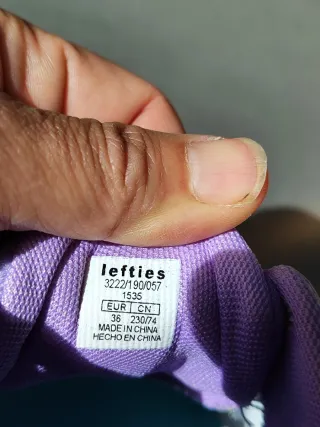 lefties
3222/190/057
1535
EUR CN
36 230/74
MADE IN CHINA
HECHO EN CHINA